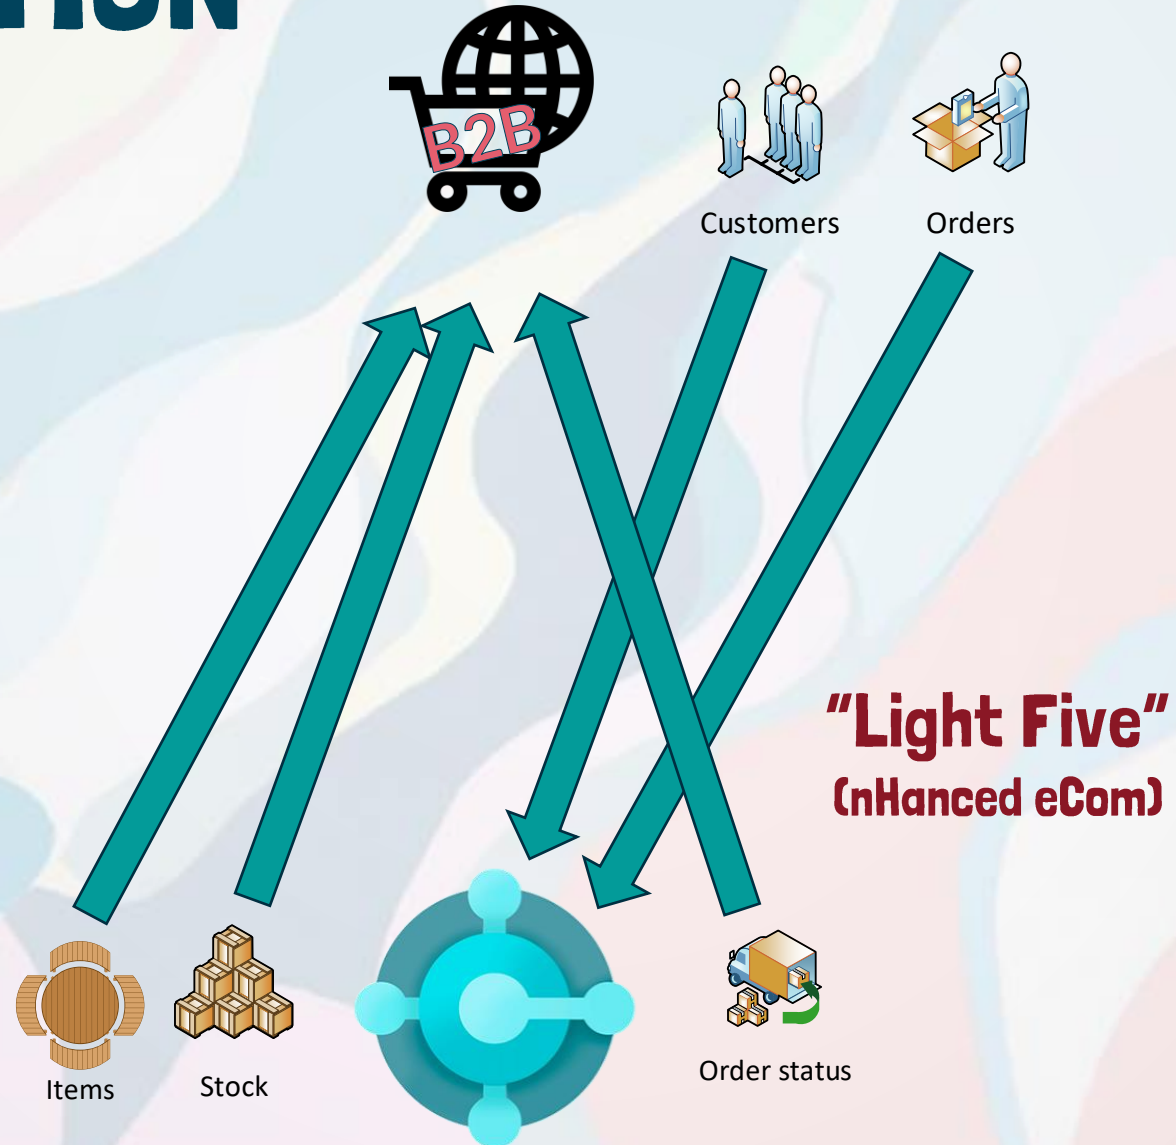 B2B
Customers
Orders
"Light Five"
(nHanced eCom)
Items
Stock
Order status